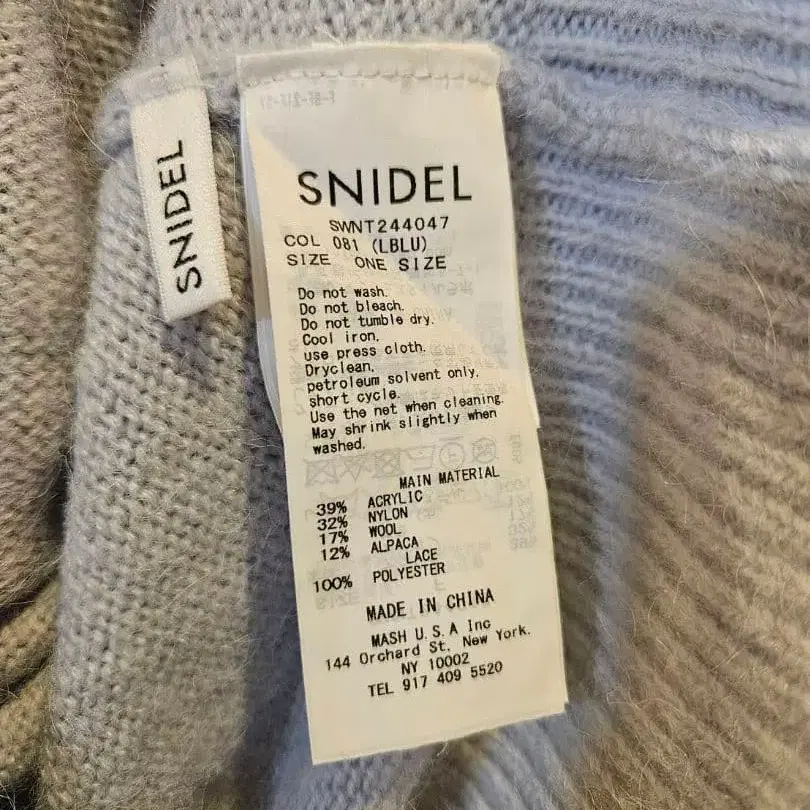 SNIDEL
SNIDEL
SWNT244047
COL 081 (LBLU)
SIZE ONE SIZE
Do not wash.
Do not bleach.
Do not tumble dry.
Cool iron.
use press cloth.
Dryclean.
petroleum solvent only.
short cycle.
Use the net when cleaning.
May shrink slightly when
washed.
MAIN MATERIAL
39% ACRYLIC
32% NYLON
17% WOOL
12% ALPACA
LACE
100% POLYESTER
MADE IN CHINA
MASH U.S.A Inc
144 Orchard St. New York.
NY 10002
TEL 917 409 5520